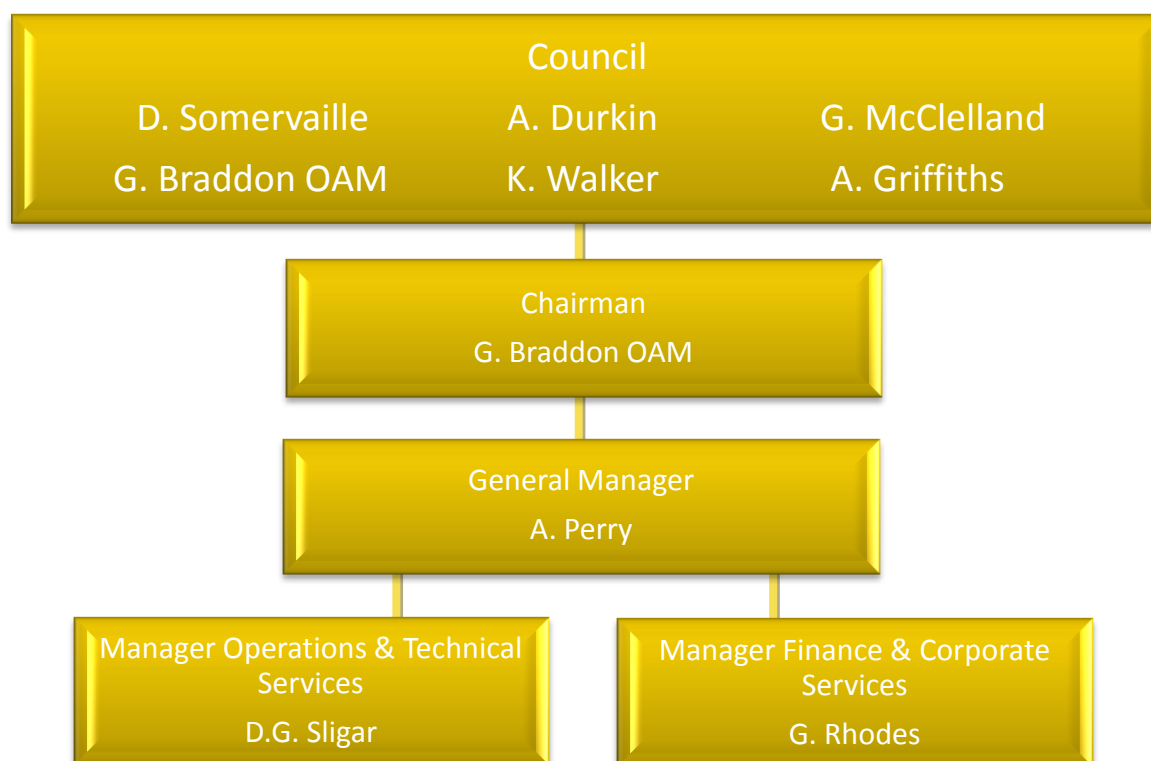 Council
D. Somervaille A. Durkin G. McClelland
G. Braddon OAM K. Walker A. Griffiths
Chairman
G. Braddon OAM
General Manager
A. Perry
Manager Operations & Technical
Services
D.G. Sligar
Manager Finance & Corporate
Services
G. Rhodes